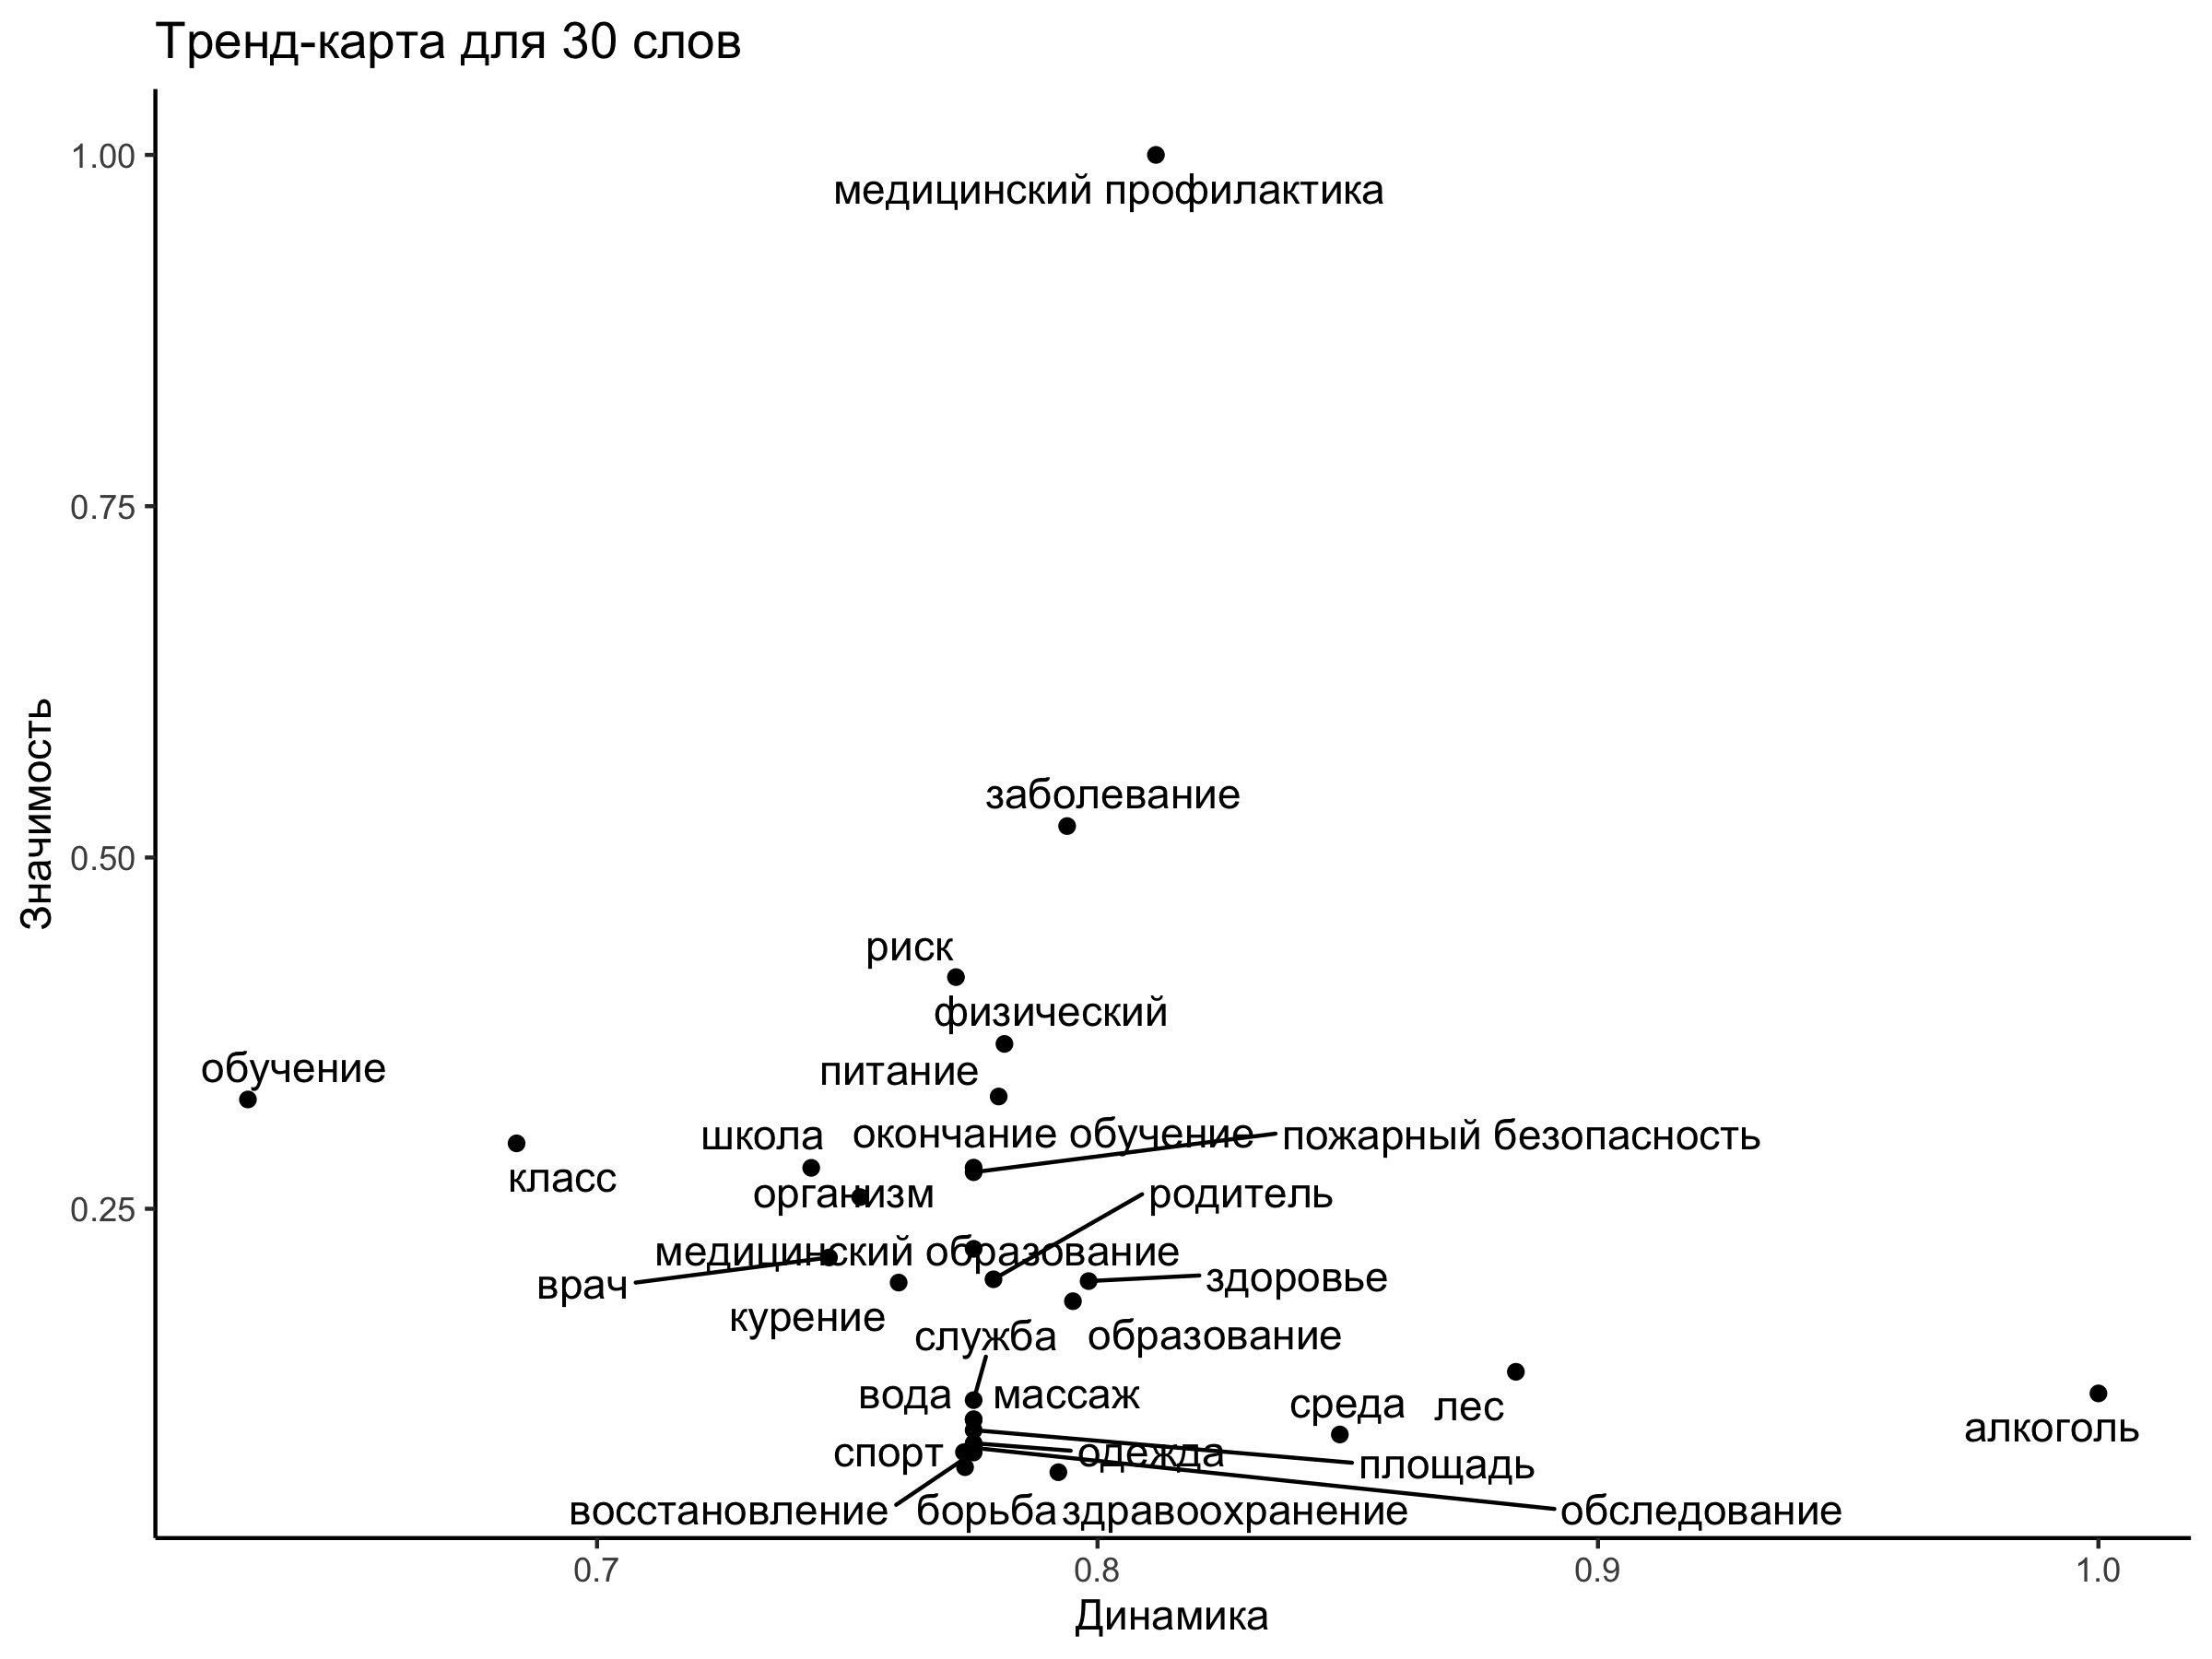 Тренд-карта для 30 слов
1.00
медицинский профилактика
0.75
Значимость
заболевание
0.50
риск
физический
обучение
питание
школа
окончание обучение
пожарный безопасность
класс
организм
родитель
0.25
медицинский образование
врач
здоровье
курение
служба
образование
вода
массаж
среда
лес
алкоголь
спорт
одежда
площадь
восстановление
борьба
здравоохранение
обследование
0.7
0.8
0.9
1.0
Динамика